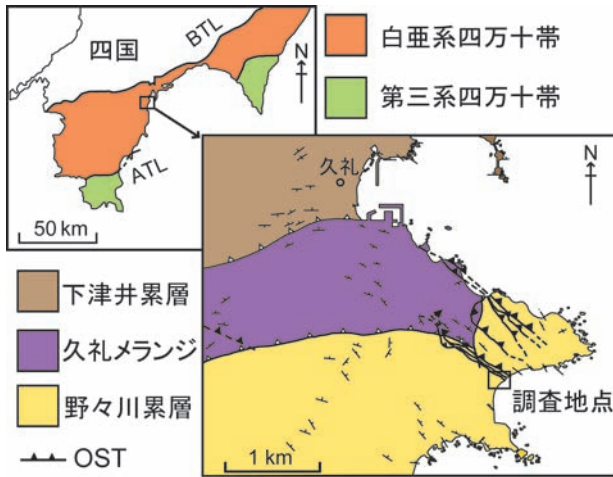 四国
BTL
N
ATL
50 km
白亜系四万十帯
第三系四万十帯
久礼
N
下津井累層
久礼メランジ
野々川累層
OST
調査地点
1 km